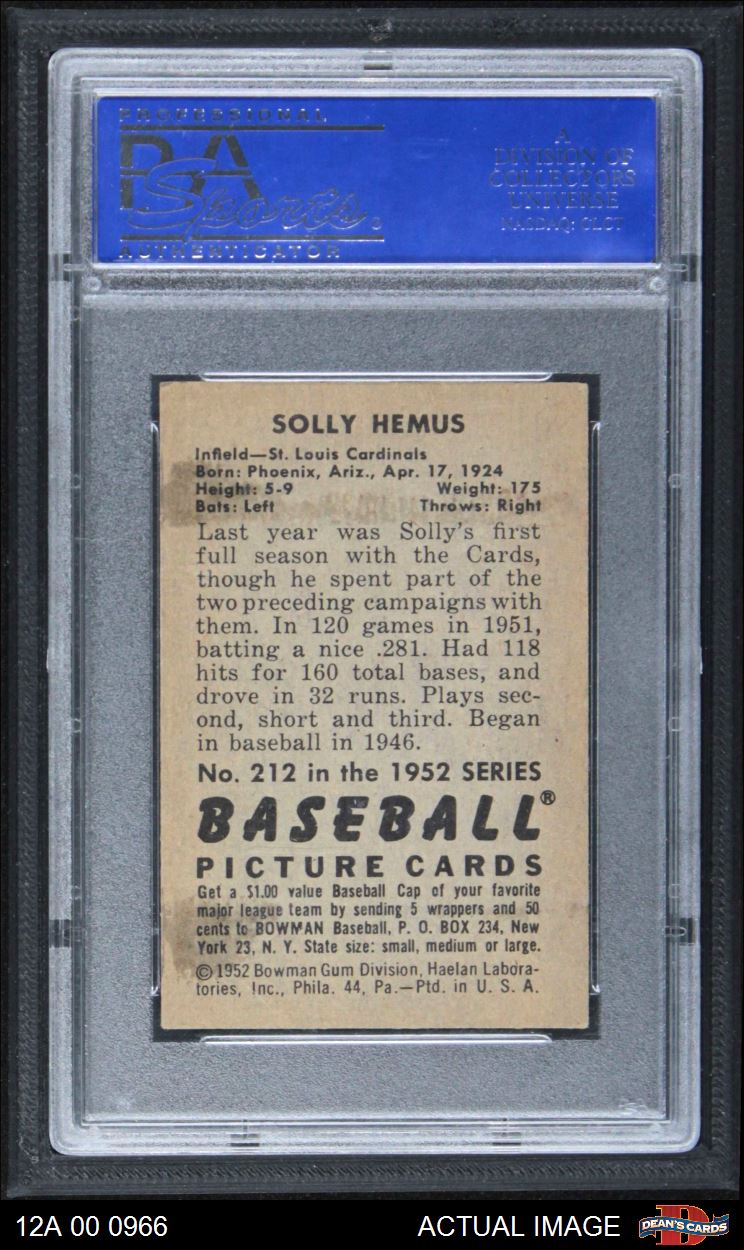 PROFESSIONAL
PSA
Sports
AUTHENTICATOR
A
DIVISION OF
COLLECTORS
UNIVERSE
NASDAQ: CLCT
SOLLY HEMUS
Infield—St. Louis Cardinals
Born: Phoenix, Ariz., Apr. 17, 1924
Height: 5-9 Weight: 175
Bats: Left Throws: Right
Last year was Solly's first
full season with the Cards,
though he spent part of the
two preceding campaigns with
them. In 120 games in 1951,
batting a nice .281. Had 118
hits for 160 total bases, and
drove in 32 runs. Plays sec-
ond, short and third. Began
in baseball in 1946.
No. 212 in the 1952 SERIES
BASEBALL®
PICTURE CARDS
Get a $1.00 value Baseball Cap of your favorite
major league team by sending 5 wrappers and 50
cents to BOWMAN Baseball, P. O. BOX 234, New
York 23, N. Y. State size: small, medium or large.
©1952 Bowman Gum Division, Haelan Labora-
tories, Inc., Phila. 44, Pa.—Ptd. in U. S. A.
12A 00 0966 ACTUAL IMAGE DEAN'S CARDS